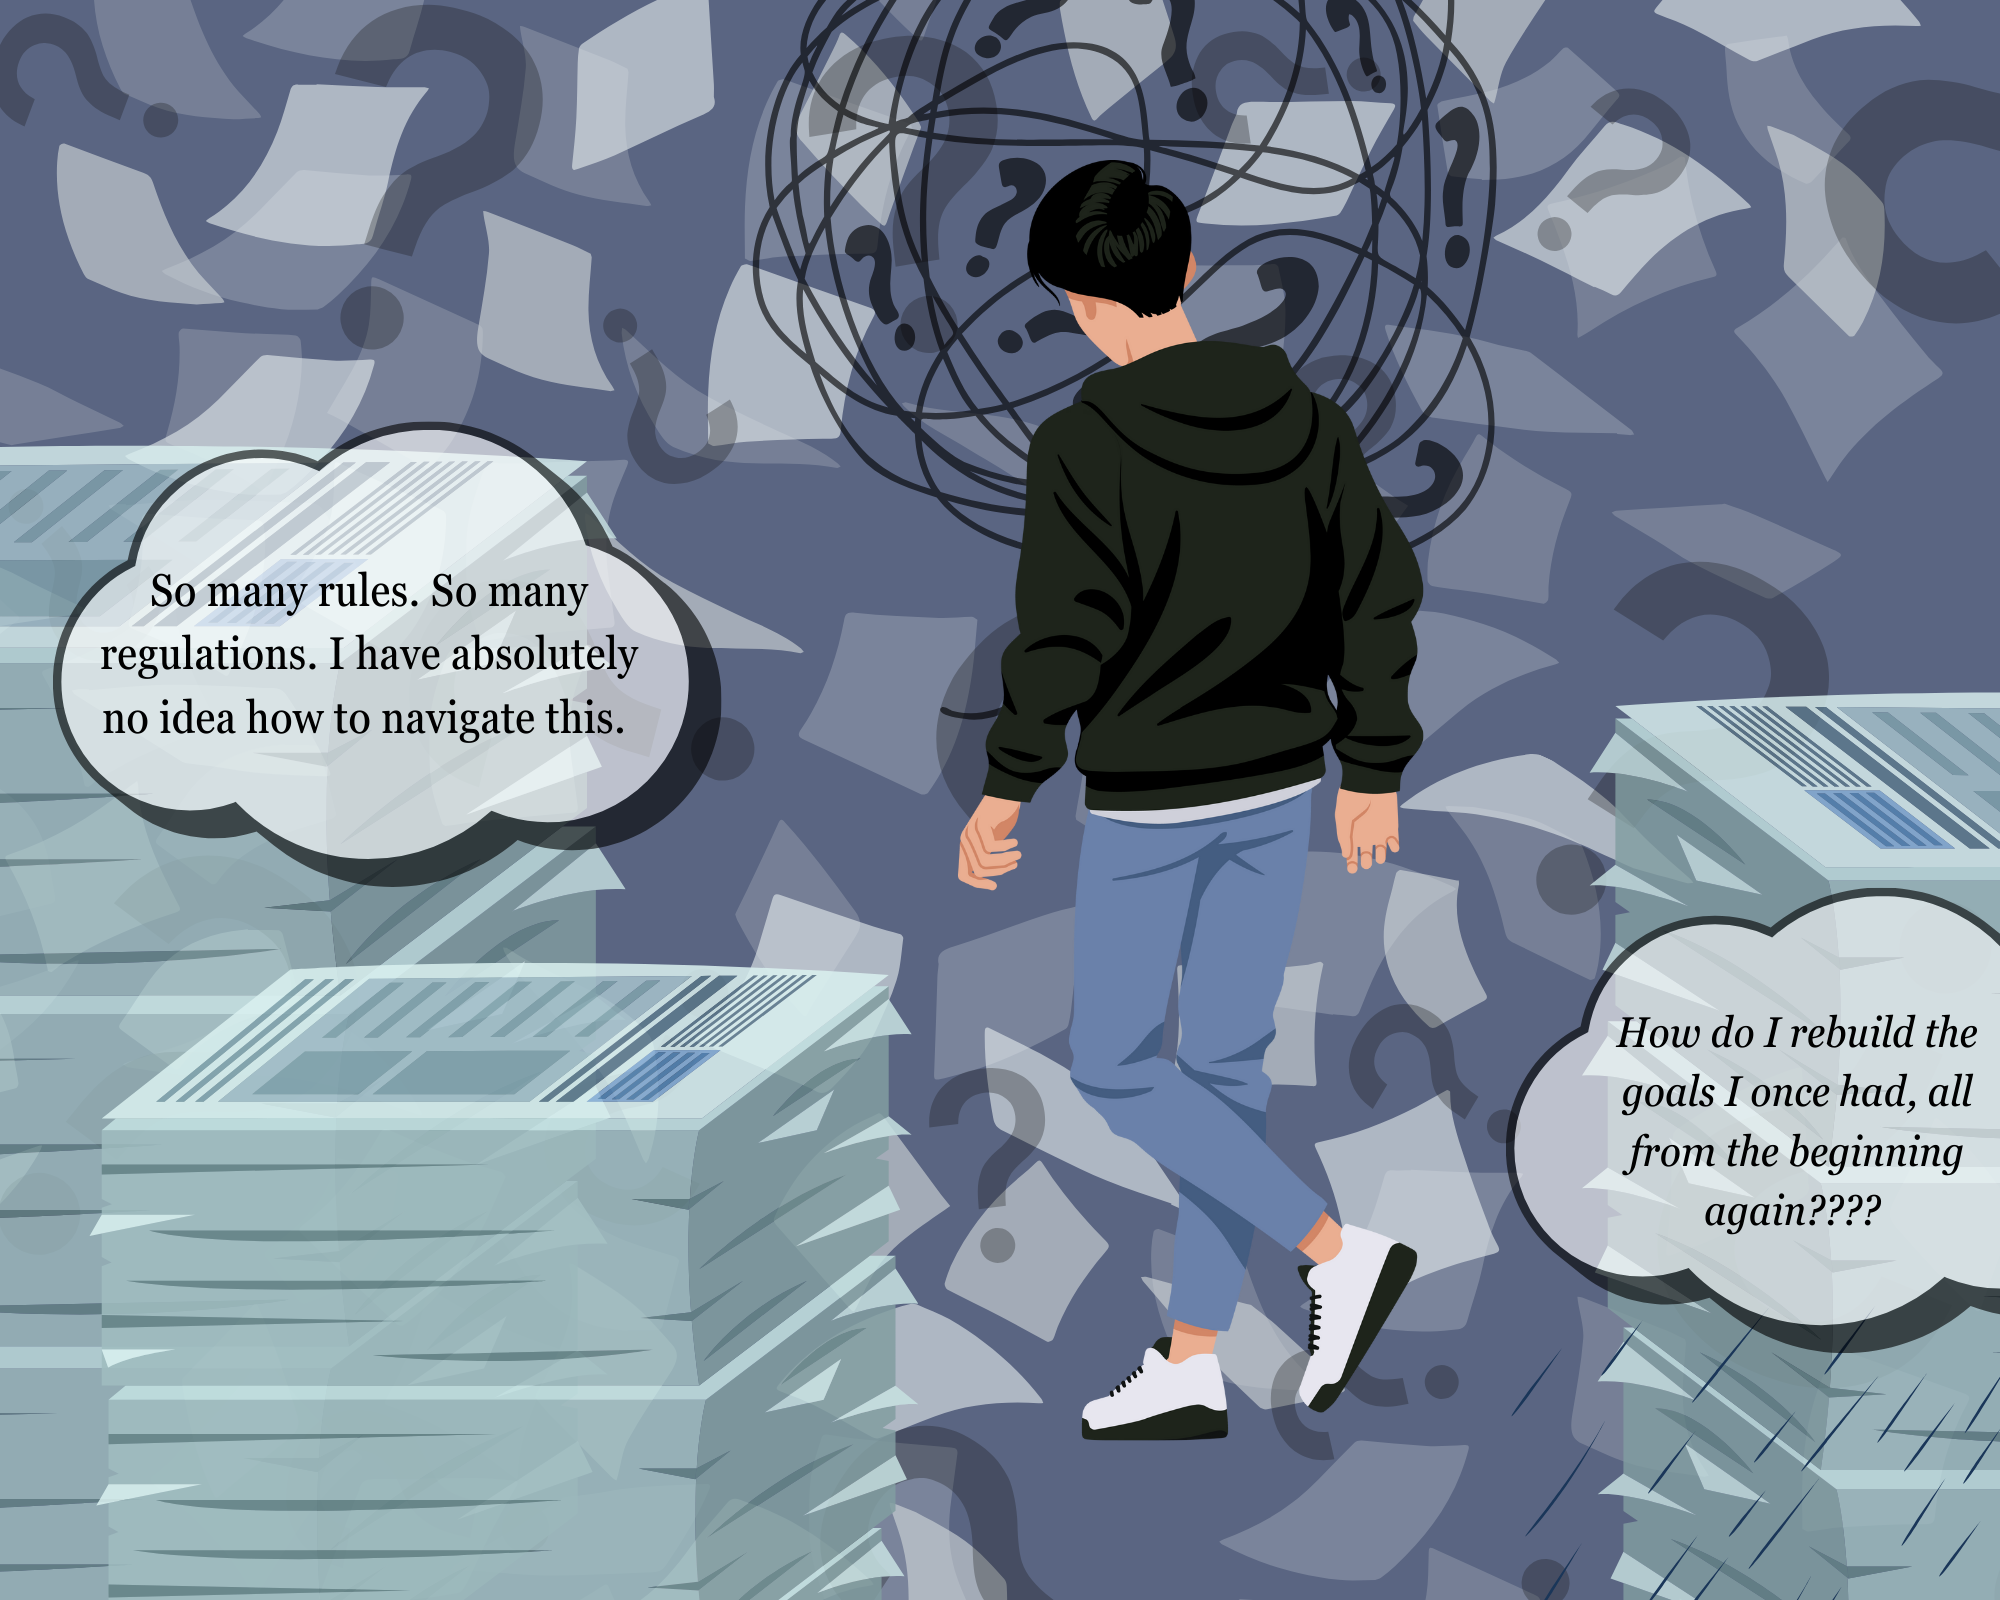 So many rules. So many
regulations. I have absolutely
no idea how to navigate this.
How do I rebuild the
goals I once had, all
from the beginning
again????